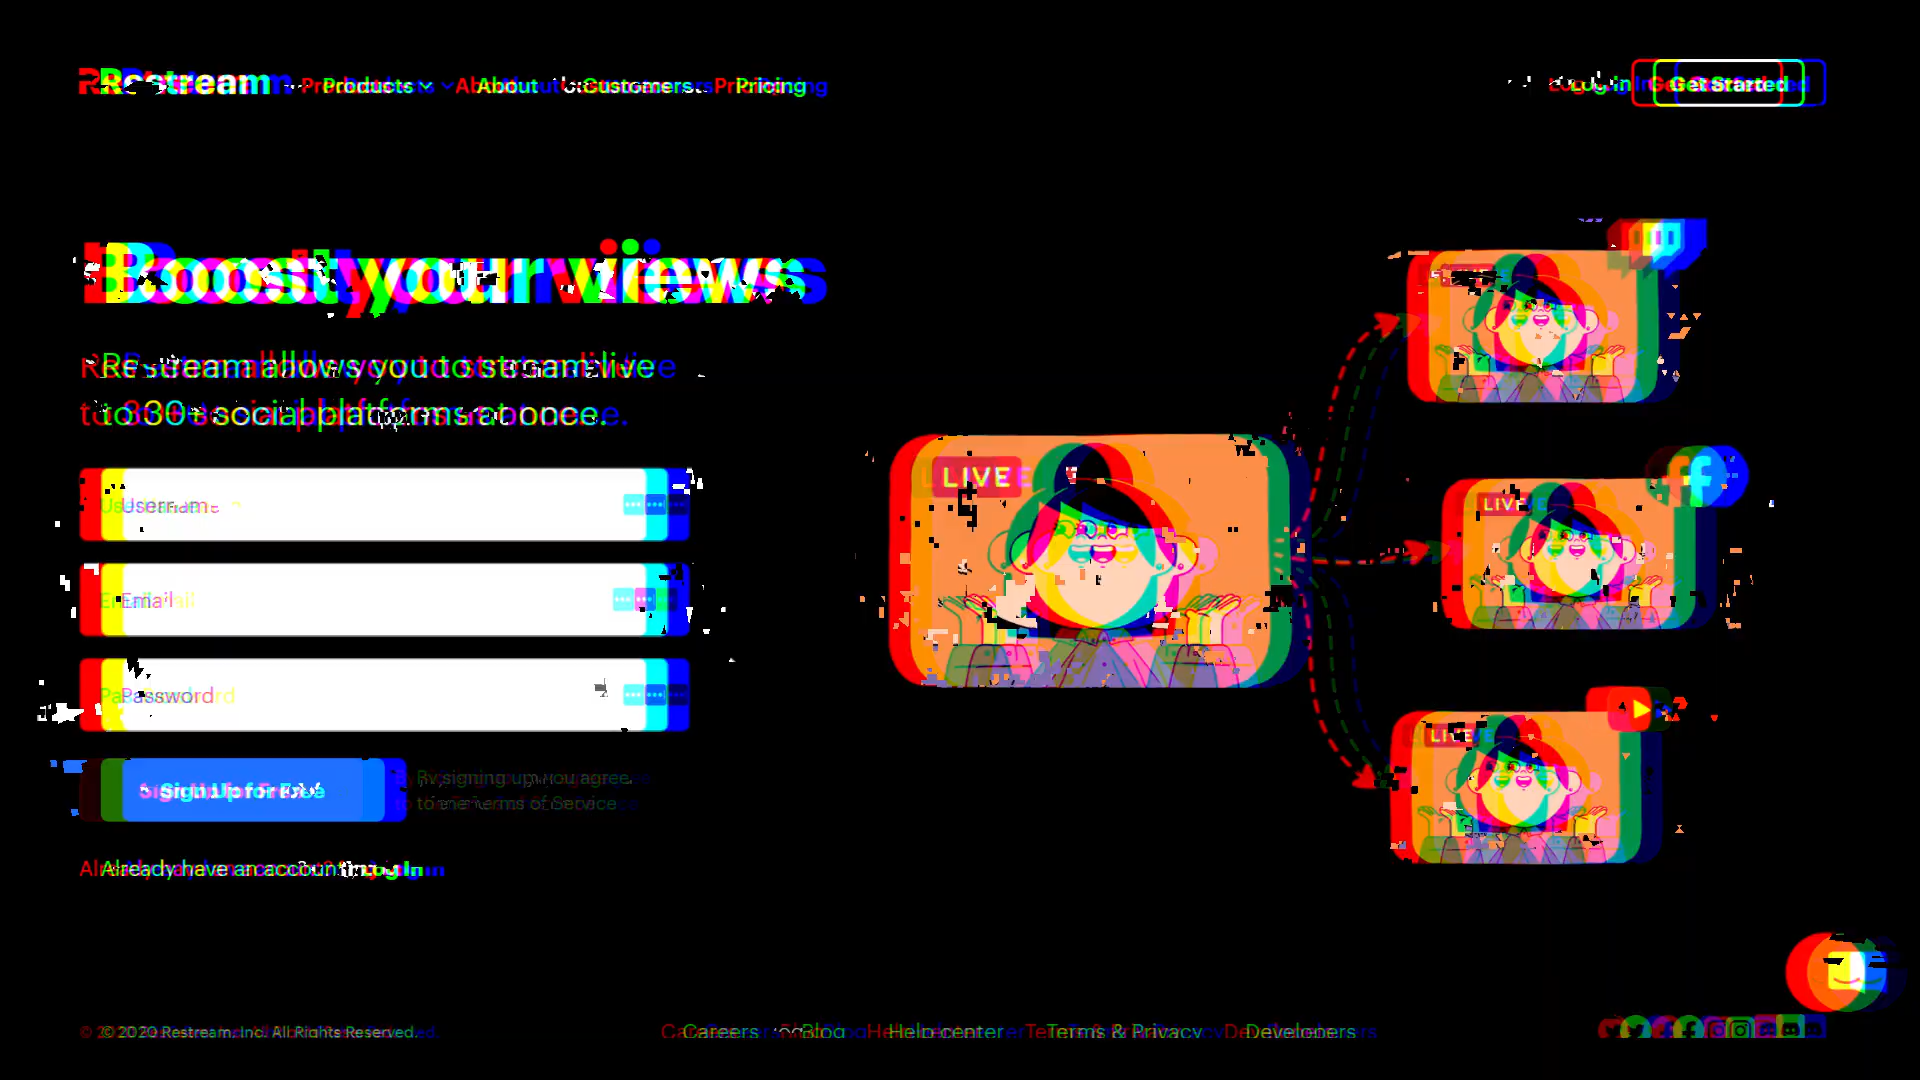 Restream Products About Customers Pricing Log In Get Started
Boost your views
Restream allows you to stream live
to 30+ social platforms at once.
Username
Email
Password
Sign Up for Free
By signing up, you agree
to the Terms of Service
Already have an account? Log In
LIVE
LIVE
LIVE
© 2020 Restream, Inc. All Rights Reserved.
Careers Blog Help center Terms & Privacy Developers